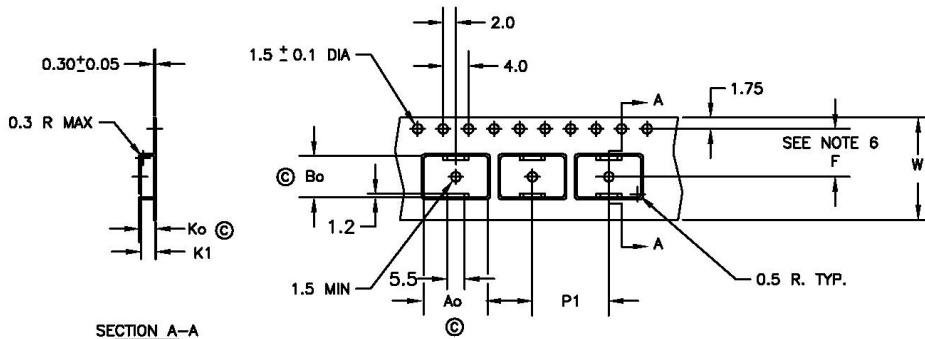 2.0
1.5 ± 0.1 DIA
4.0
0.30±0.05
0.3 R MAX
A
1.75
SEE NOTE 6
F
W
Ⓒ Bo
1.2
Ko Ⓒ
K1
A
1.5 MIN
5.5
Ao
Ⓒ
P1
0.5 R. TYP.
SECTION A-A